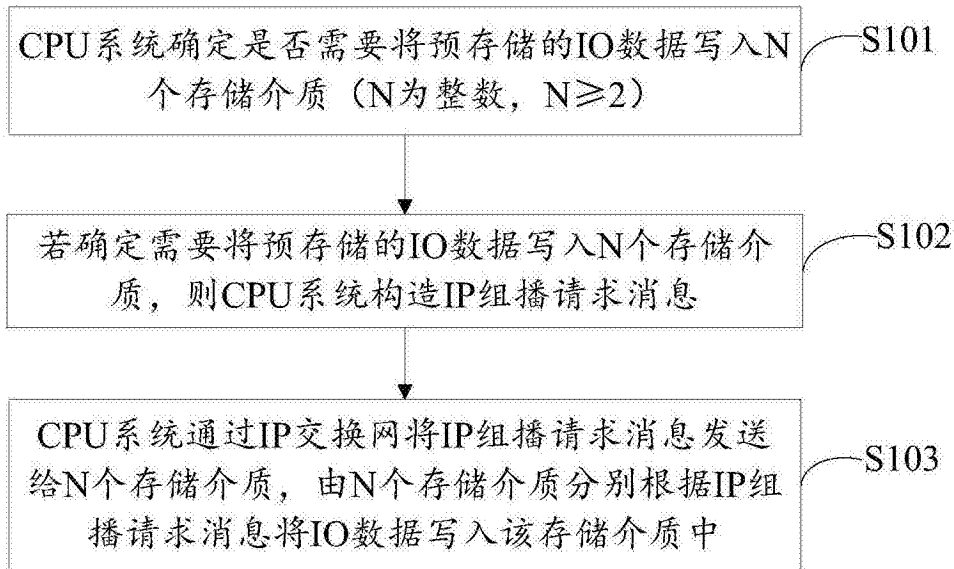 CPU系统确定是否需要将预存储的IO数据写入N
个存储介质（N为整数，N≥2）
S101
若确定需要将预存储的IO数据写入N个存储介
质，则CPU系统构造IP组播请求消息
S102
CPU系统通过IP交换网将IP组播请求消息发送
给N个存储介质，由N个存储介质分别根据IP组
播请求消息将IO数据写入该存储介质中
S103